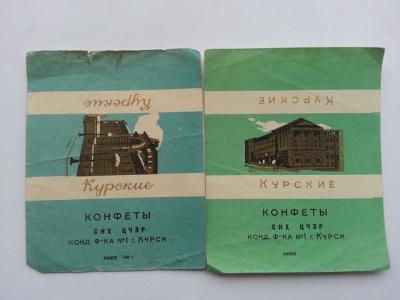 Курские
Курские
КОНФЕТЫ
СНХ ЦЧЭР
КОНД. Ф-КА №1 г. КУРСК.
КУРСКИЕ
КУРСКИЕ
КОНФЕТЫ
СНХ ЦЧЭР
КОНД. Ф-КА №1 г. КУРСК